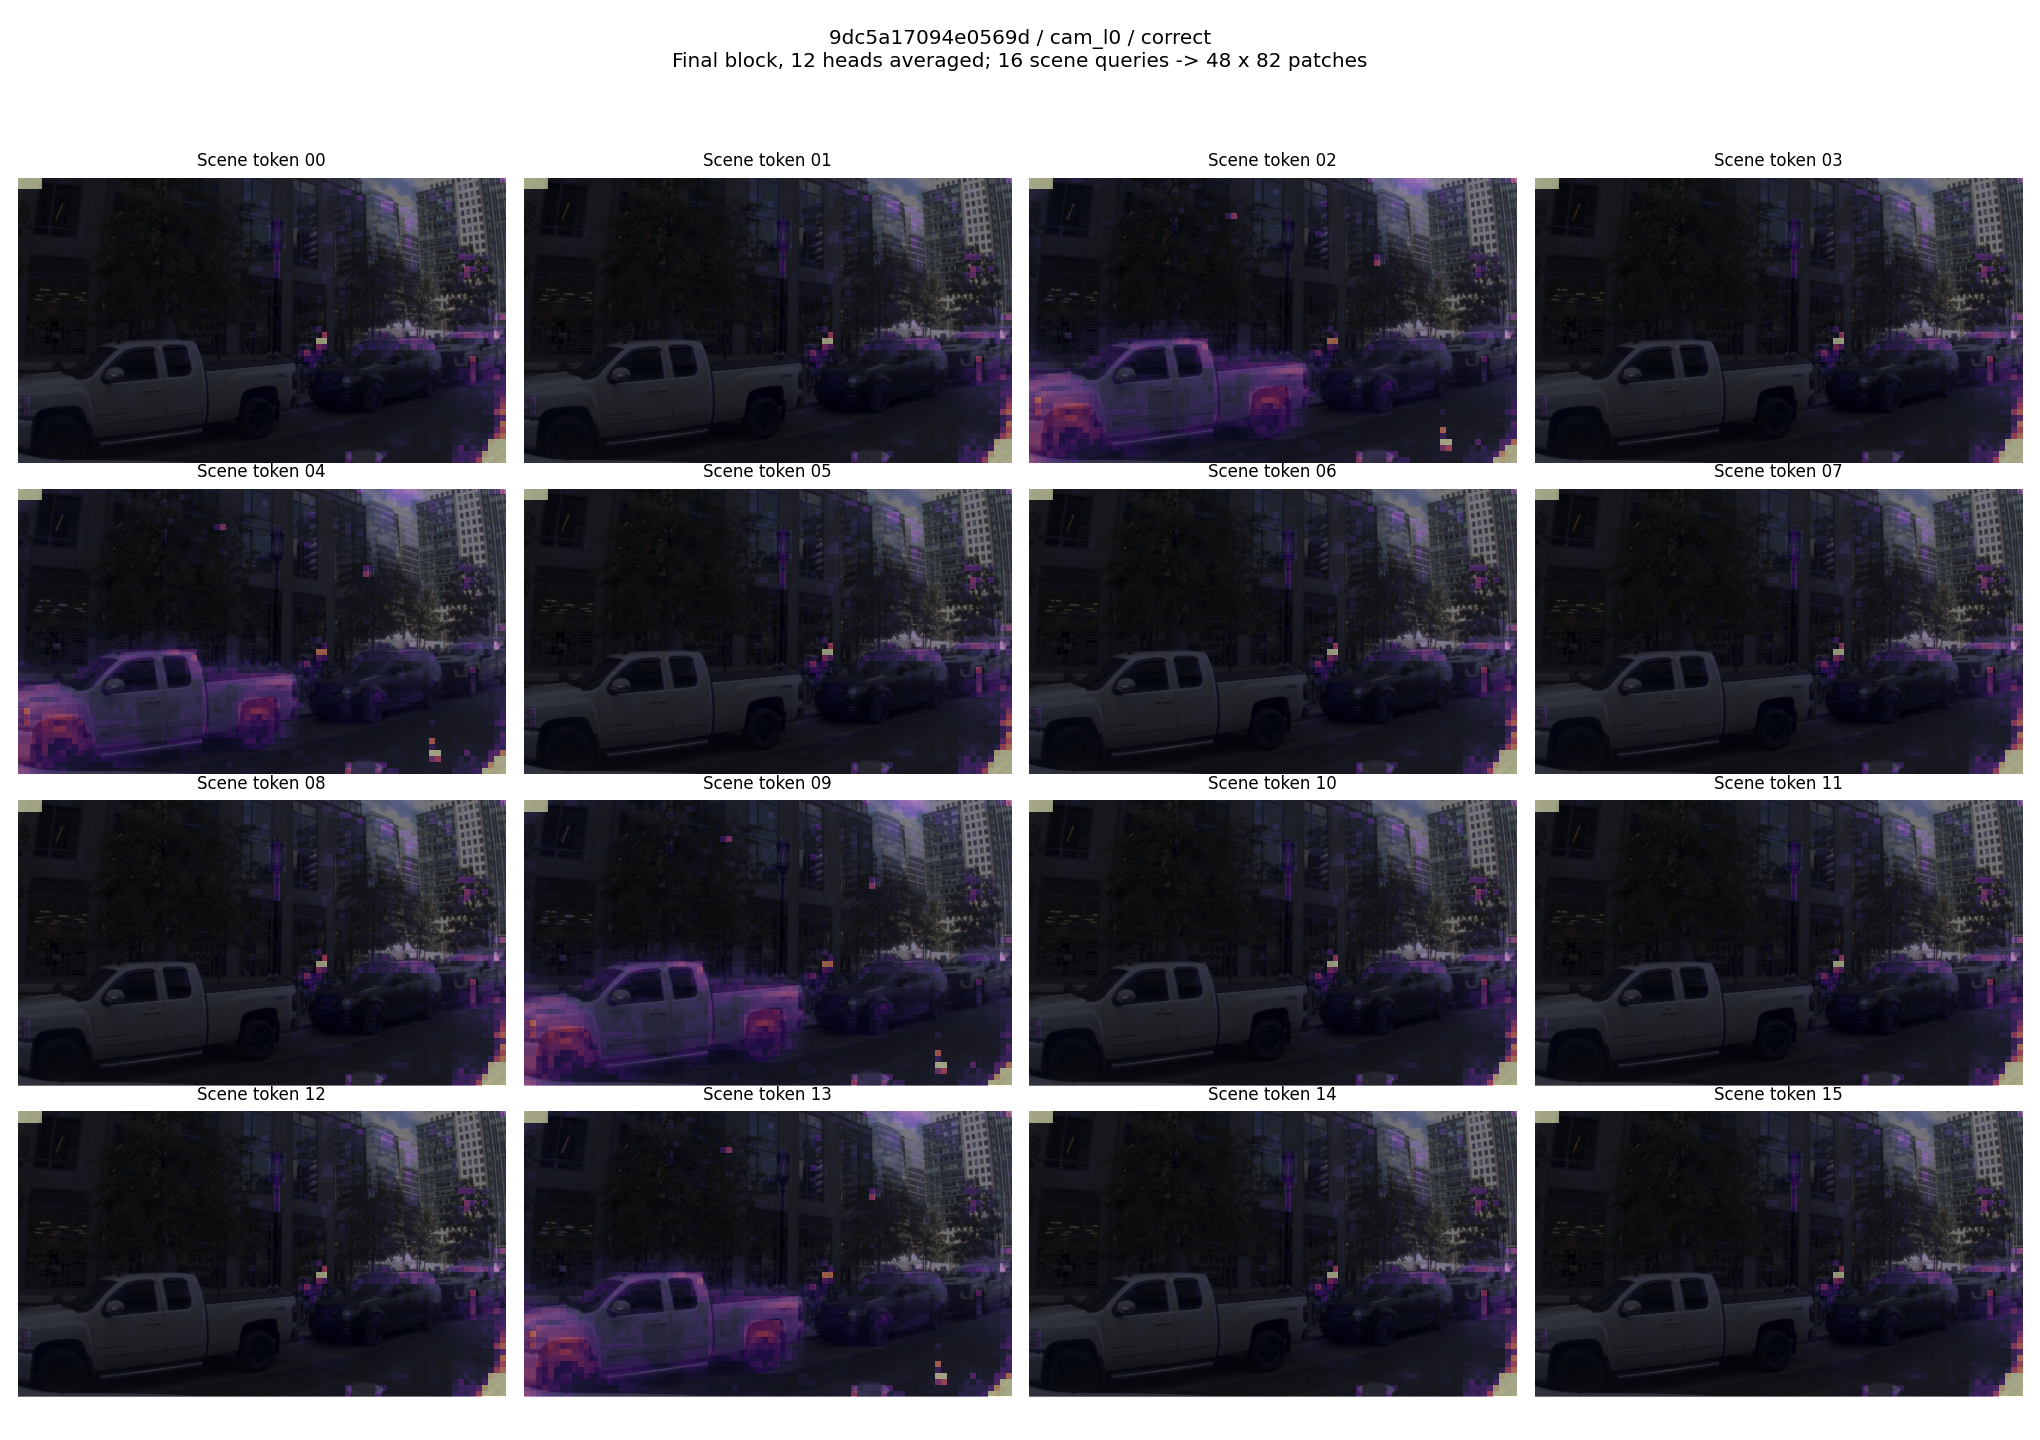 9dc5a17094e0569d / cam_l0 / correct
Final block, 12 heads averaged; 16 scene queries -> 48 x 82 patches
Scene token 00
Scene token 01
Scene token 02
Scene token 03
Scene token 04
Scene token 05
Scene token 06
Scene token 07
Scene token 08
Scene token 09
Scene token 10
Scene token 11
Scene token 12
Scene token 13
Scene token 14
Scene token 15